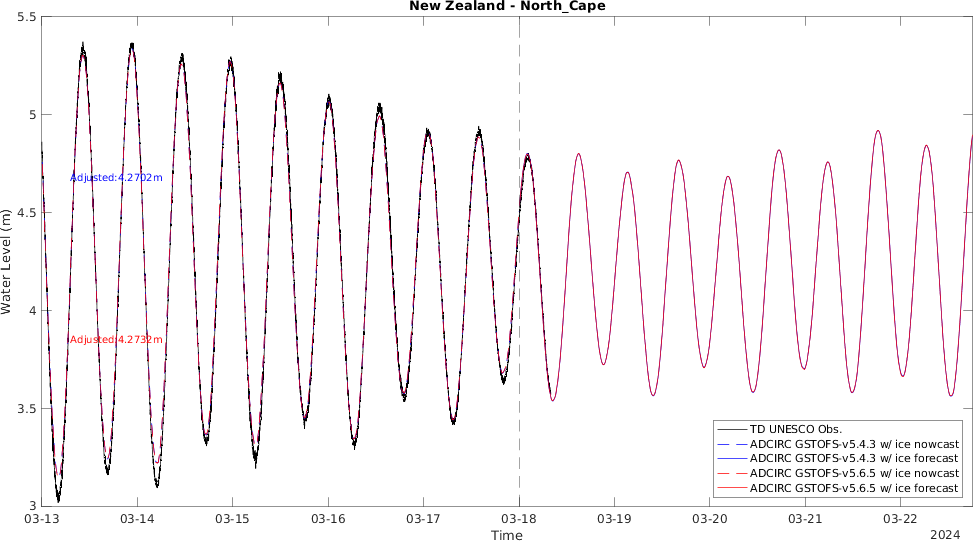 New Zealand - North_Cape
5.5
5
4.5
4
3.5
3
Water Level (m)
Adjusted:4.2702m
Adjusted:4.2732m
TD UNESCO Obs.
ADCIRC GSTOFS-v5.4.3 w/ ice nowcast
ADCIRC GSTOFS-v5.4.3 w/ ice forecast
ADCIRC GSTOFS-v5.6.5 w/ ice nowcast
ADCIRC GSTOFS-v5.6.5 w/ ice forecast
03-13 03-14 03-15 03-16 03-17 03-18 03-19 03-20 03-21 03-22
Time
2024